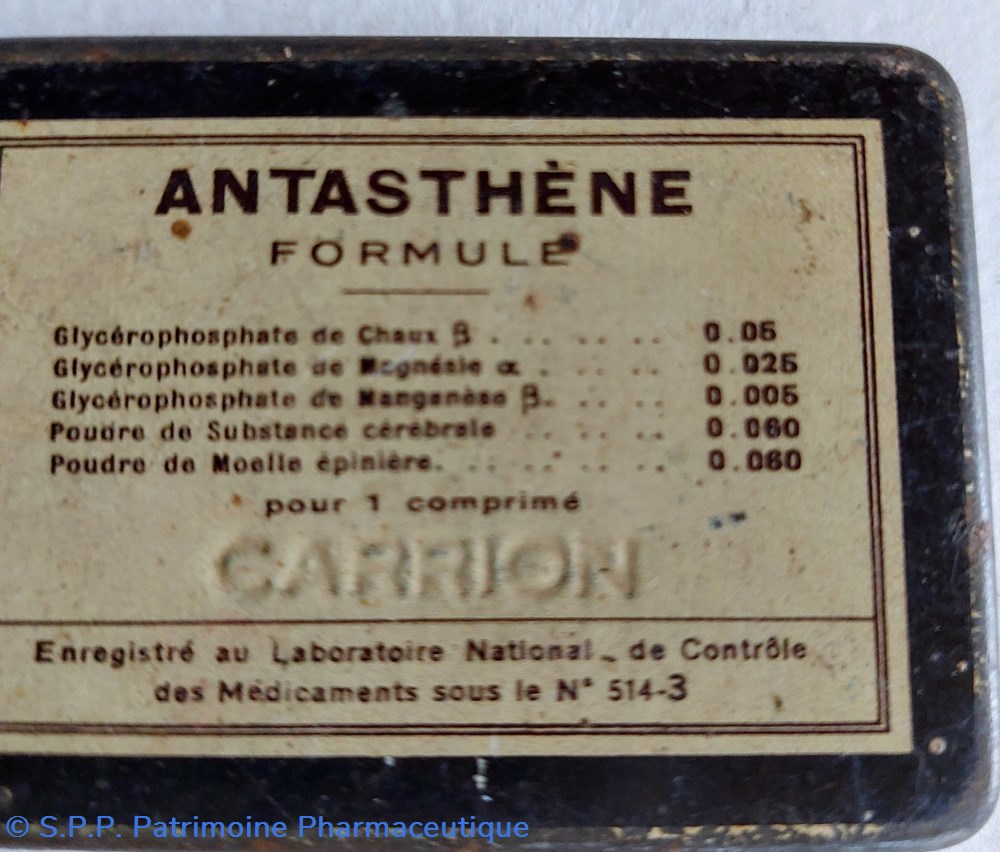 ANTASTHÈNE
FORMULE
Glycérophosphate de Chaux β . . .. .. .. 0.05
Glycérophosphate de Magnésie α . .. .. 0.025
Glycérophosphate de Manganèse β. .. .. 0.005
Poudre de Substance cérébrale .. .. .. 0.060
Poudre de Moelle épinière. .. .. .. .. 0.060
pour 1 comprimé
CARRION
Enregistré au Laboratoire National de Contrôle
des Médicaments sous le N° 514-3
© S.P.P. Patrimoine Pharmaceutique